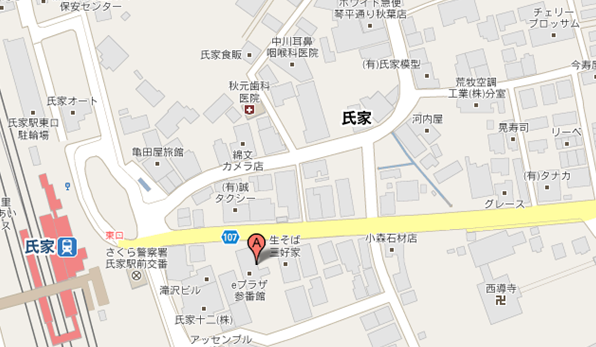 保安センター
ホワイト急便
琴平通り秋葉店
チェリー
ブロッサム
中川耳鼻
咽喉科医院
氏家食販
(有)氏家模型
今寿屋
秋元歯科
医院
荒牧空調
工業(株)分室
氏家オート
氏家駅東口
駐輪場
氏家
河内屋
晃寿司
リーベ
亀田屋旅館
綿文
カメラ店
(有)誠
タクシー
(有)タナカ
グレース
里
あい
ス
東口
107
A
生そば
三好家
小森石材店
氏家
さくら警察署
氏家駅前交番
eプラザ
参番館
滝沢ビル
西導寺
氏家十二(株)
アッセンブル